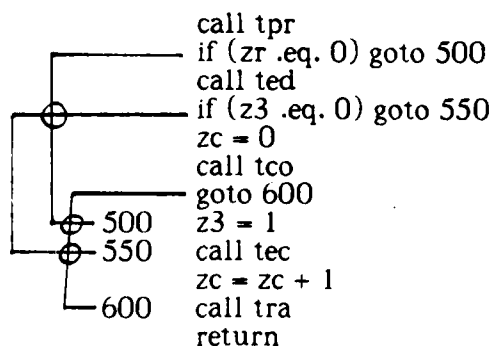 call tpr
if (zr .eq. 0) goto 500
call ted
if (z3 .eq. 0) goto 550
zc = 0
call tco
goto 600
500 z3 = 1
550 call tec
zc = zc + 1
600 call tra
return